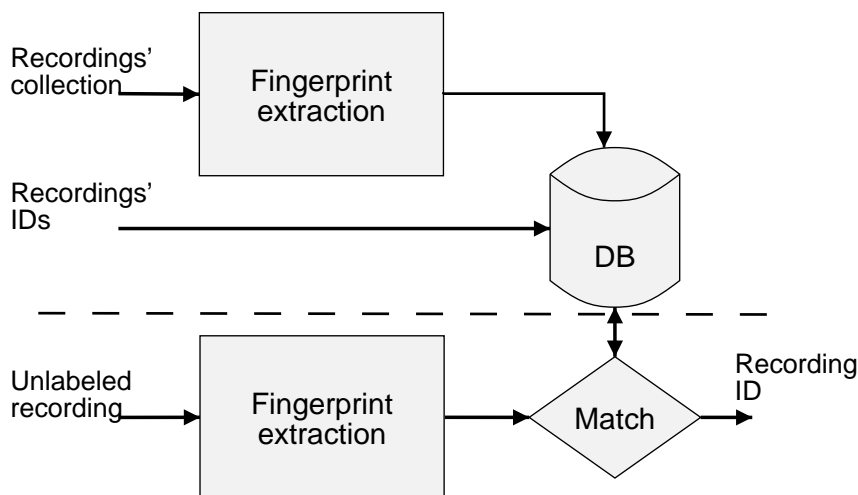 Recordings’
collection
Fingerprint
extraction
Recordings’
IDs
DB
Unlabeled
recording
Fingerprint
extraction
Match
Recording
ID